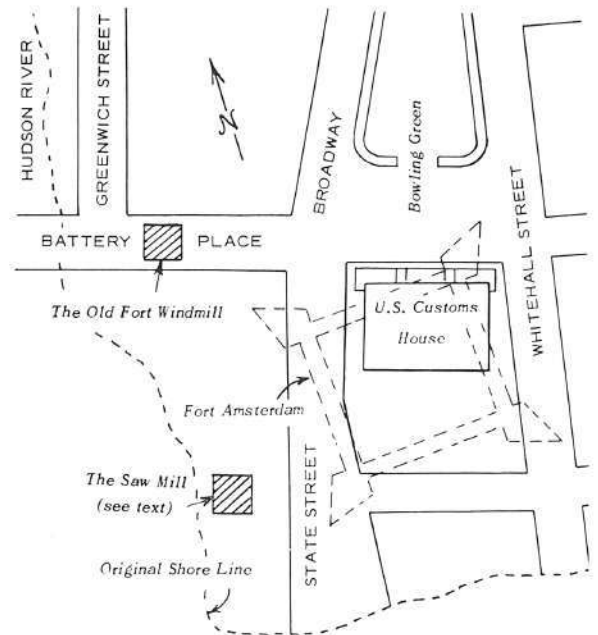 HUDSON RIVER
GREENWICH STREET
N
BROADWAY
Bowling Green
WHITEHALL STREET
BATTERY PLACE
The Old Fort Windmill
U.S. Customs
House
Fort Amsterdam
The Saw Mill
(see text)
STATE STREET
Original Shore Line